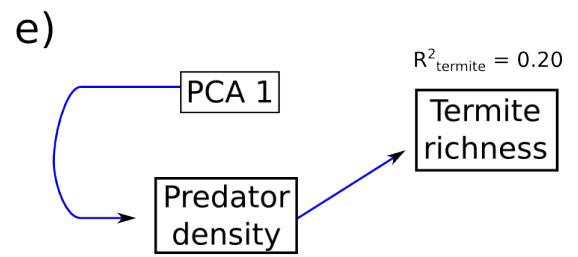 e)
R²termite = 0.20
PCA 1
Termite
richness
Predator
density